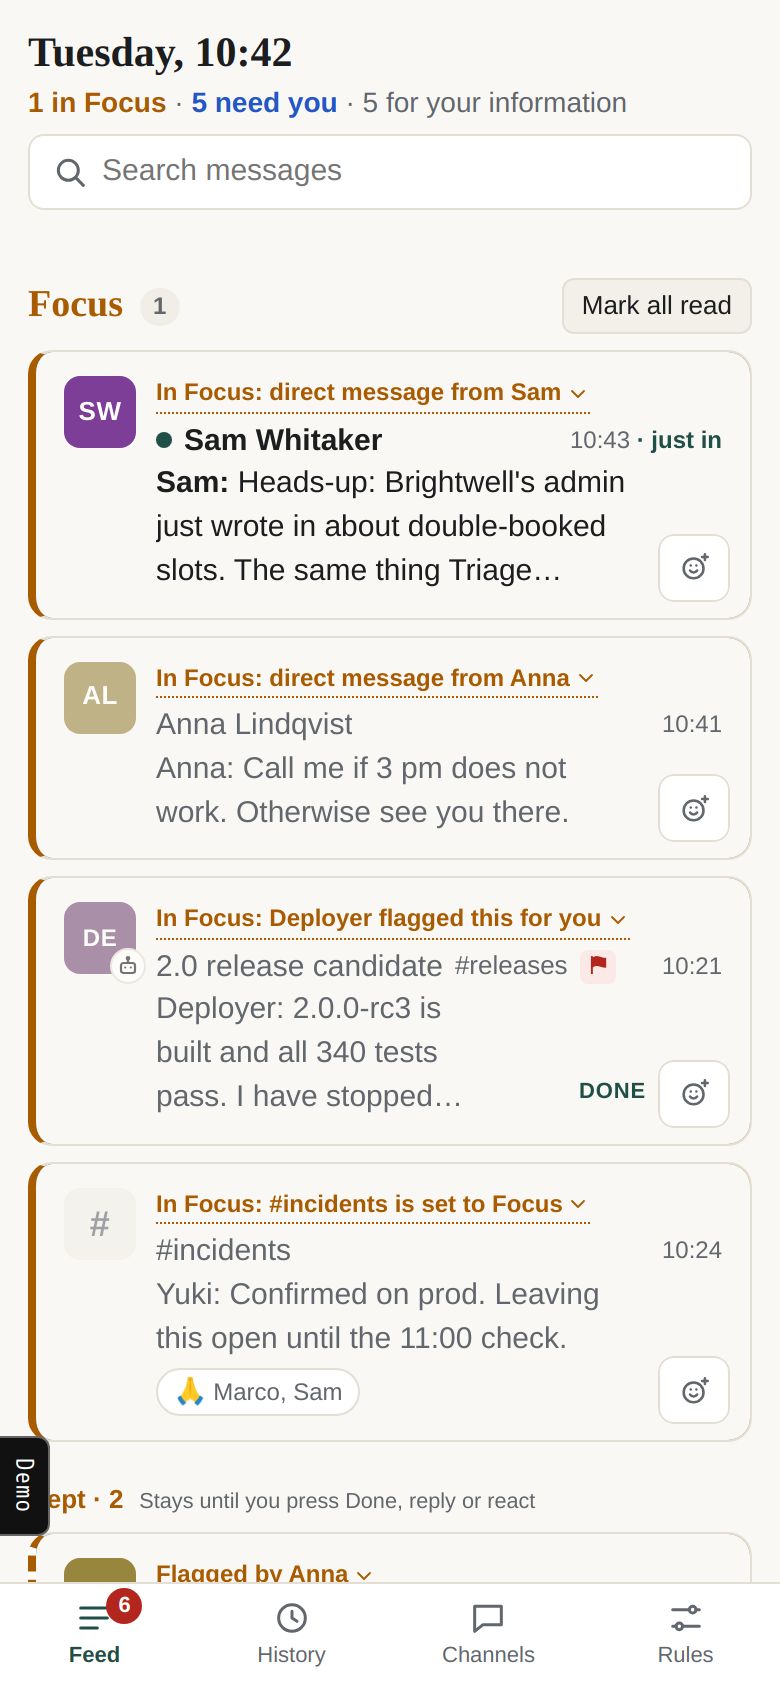 Tuesday, 10:42
1 in Focus · 5 need you · 5 for your information
Search messages
Focus 1
Mark all read
SW
In Focus: direct message from Sam
Sam Whitaker
10:43 · just in
Sam: Heads-up: Brightwell's admin
just wrote in about double-booked
slots. The same thing Triage…
AL
In Focus: direct message from Anna
Anna Lindqvist
10:41
Anna: Call me if 3 pm does not
work. Otherwise see you there.
DE
In Focus: Deployer flagged this for you
2.0 release candidate #releases
10:21
Deployer: 2.0.0-rc3 is
built and all 340 tests
pass. I have stopped…
DONE
#
In Focus: #incidents is set to Focus
#incidents
10:24
Yuki: Confirmed on prod. Leaving
this open until the 11:00 check.
🙏 Marco, Sam
Demo
ept · 2 Stays until you press Done, reply or react
Flagged by Anna
6
Feed
History
Channels
Rules